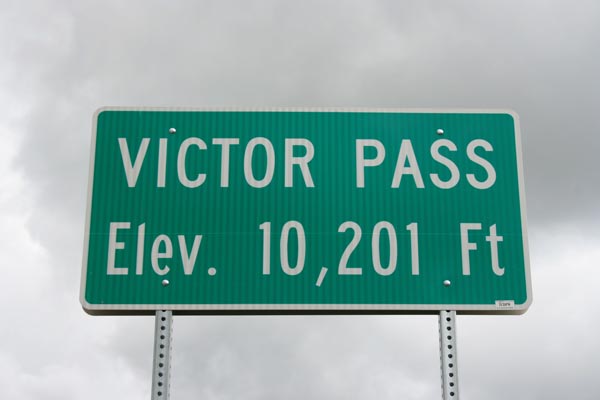 VICTOR PASS
Elev. 10,201 Ft